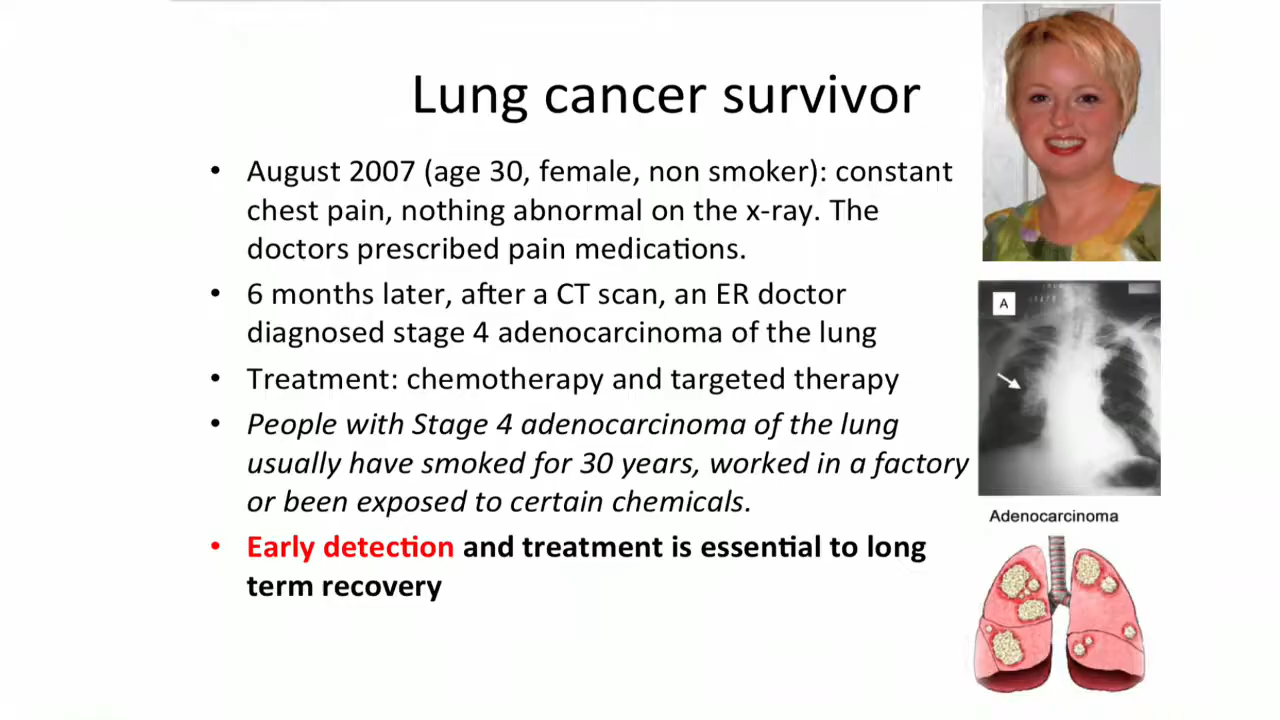 Lung cancer survivor
• August 2007 (age 30, female, non smoker): constant
chest pain, nothing abnormal on the x-ray. The
doctors prescribed pain medications.
• 6 months later, after a CT scan, an ER doctor
diagnosed stage 4 adenocarcinoma of the lung
• Treatment: chemotherapy and targeted therapy
• People with Stage 4 adenocarcinoma of the lung
usually have smoked for 30 years, worked in a factory
or been exposed to certain chemicals.
• Early detection and treatment is essential to long
term recovery
A
Adenocarcinoma